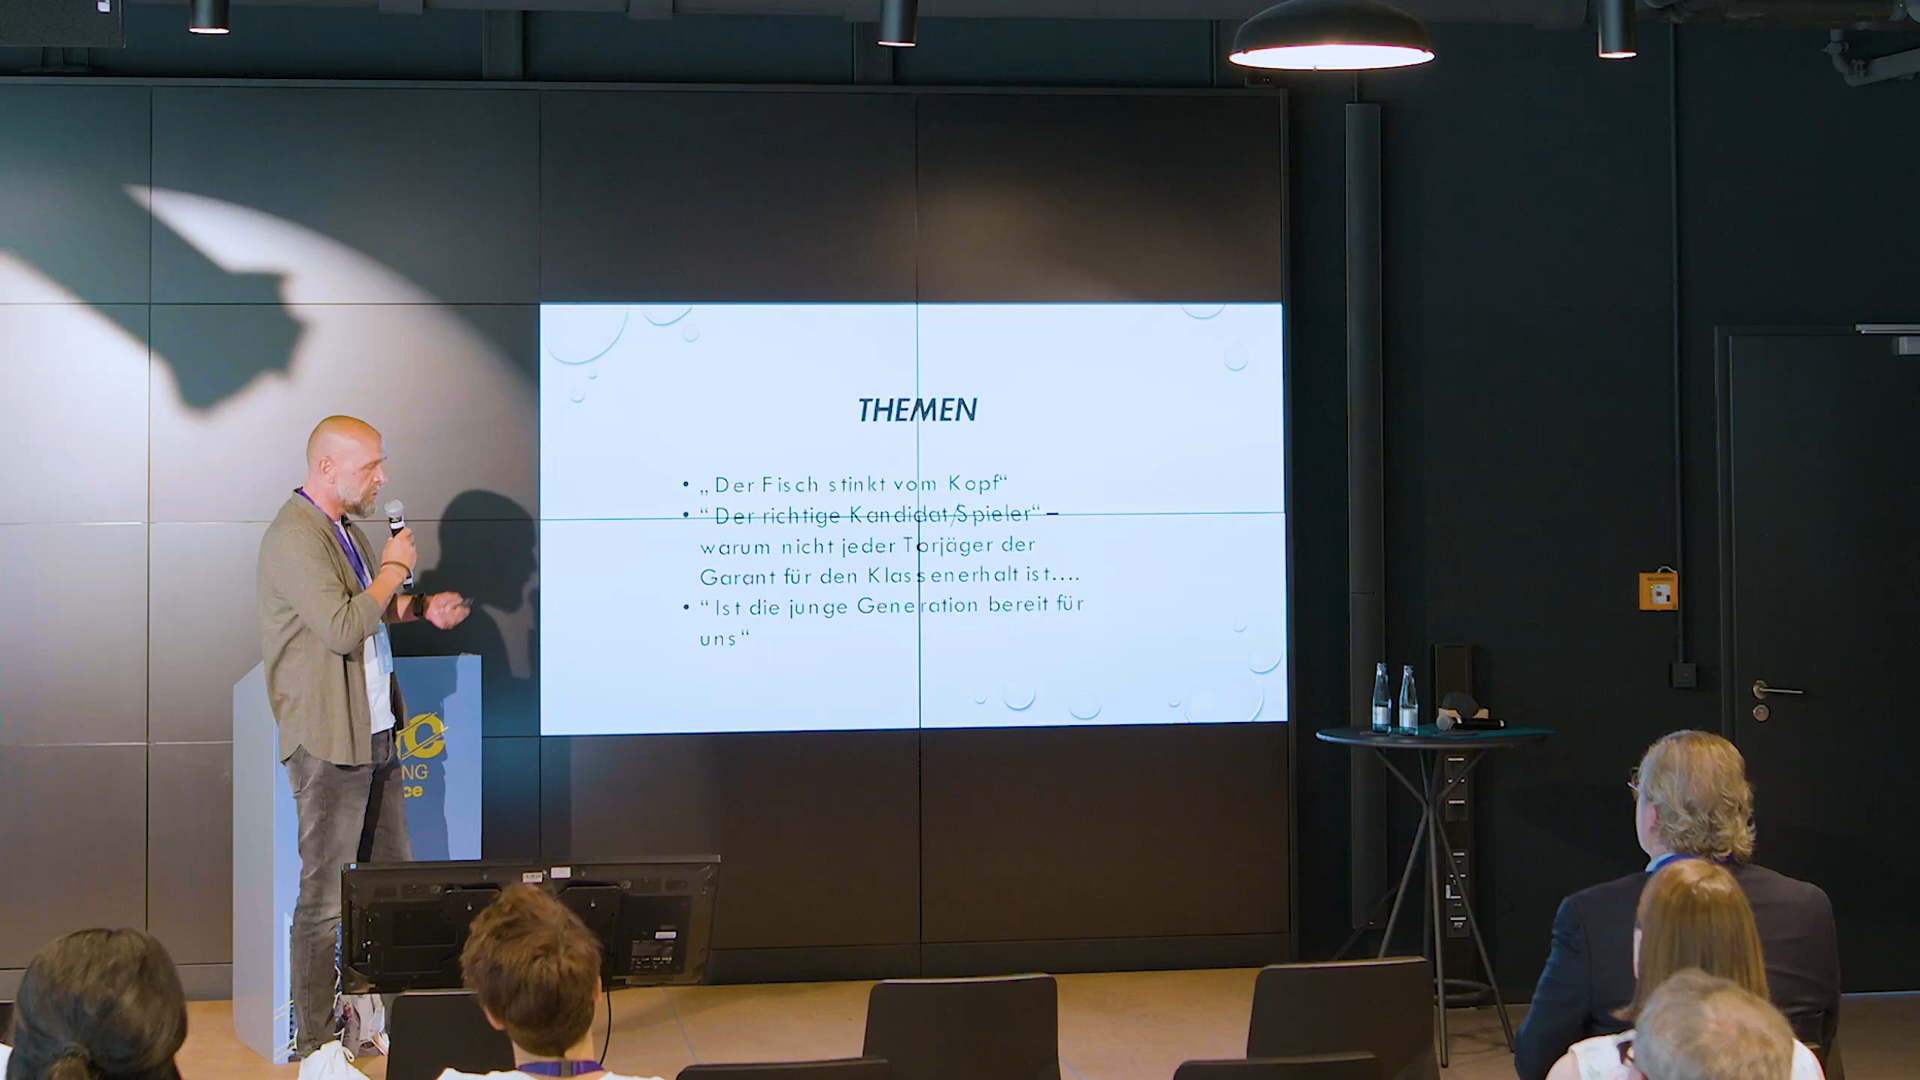 THEMEN
• „Der Fisch stinkt vom Kopf“
• “Der richtige Kandidat/Spieler“ –
warum nicht jeder Torjäger der
Garant für den Klassenerhalt ist....
• “Ist die junge Generation bereit für
uns“